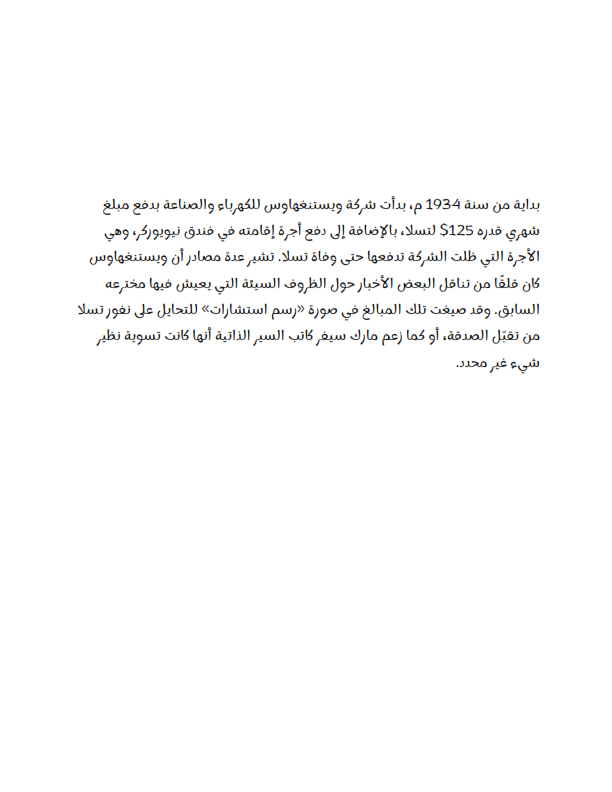 بداية من سنة 1934 م، بدأت شركة ويستنغهاوس للكهرباء والصناعة بدفع مبلغ
شهري قدره 125$ لتسلا، بالإضافة إلى دفع أجرة إقامته في فندق نيويوركر، وهي
الأجرة التي ظلت الشركة تدفعها حتى وفاة تسلا. تشير عدة مصادر أن ويستنغهاوس
كان قلقًا من تناقل البعض الأخبار حول الظروف السيئة التي يعيش فيها مخترعه
السابق. وقد صيغت تلك المبالغ في صورة «رسم استشارات» للتحايل على نفور تسلا
من تقبّل الصدقة، أو كما زعم مارك سيفر كاتب السير الذاتية أنها كانت تسوية نظير
شيء غير محدد.